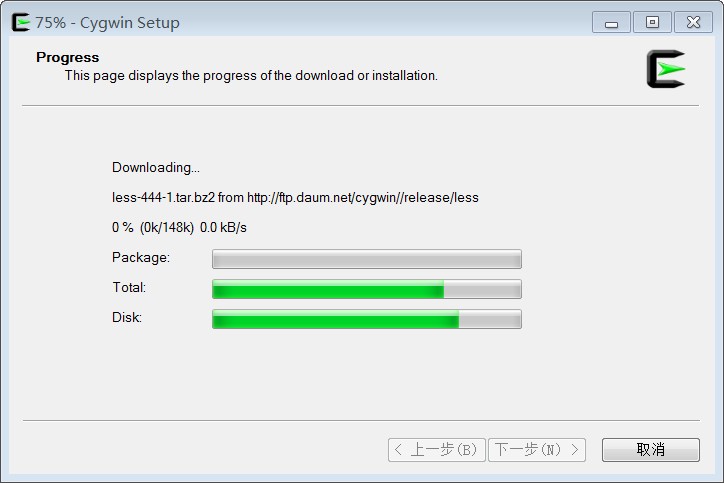 75% - Cygwin Setup
Progress
This page displays the progress of the download or installation.
Downloading...
less-444-1.tar.bz2 from http://ftp.daum.net/cygwin//release/less
0 % (0k/148k) 0.0 kB/s
Package:
Total:
Disk:
< 上一步(B) 下一步(N) > 取消